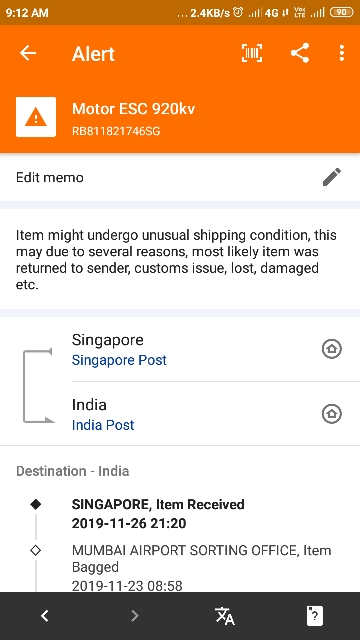 9:12 AM ...2.4KB/s 4G VoLTE 90
Alert
Motor ESC 920kv
RB811821746SG
Edit memo
Item might undergo unusual shipping condition, this
may due to several reasons, most likely item was
returned to sender, customs issue, lost, damaged
etc.
Singapore
Singapore Post
India
India Post
Destination - India
SINGAPORE, Item Received
2019-11-26 21:20
MUMBAI AIRPORT SORTING OFFICE, Item
Bagged
2019-11-23 08:58